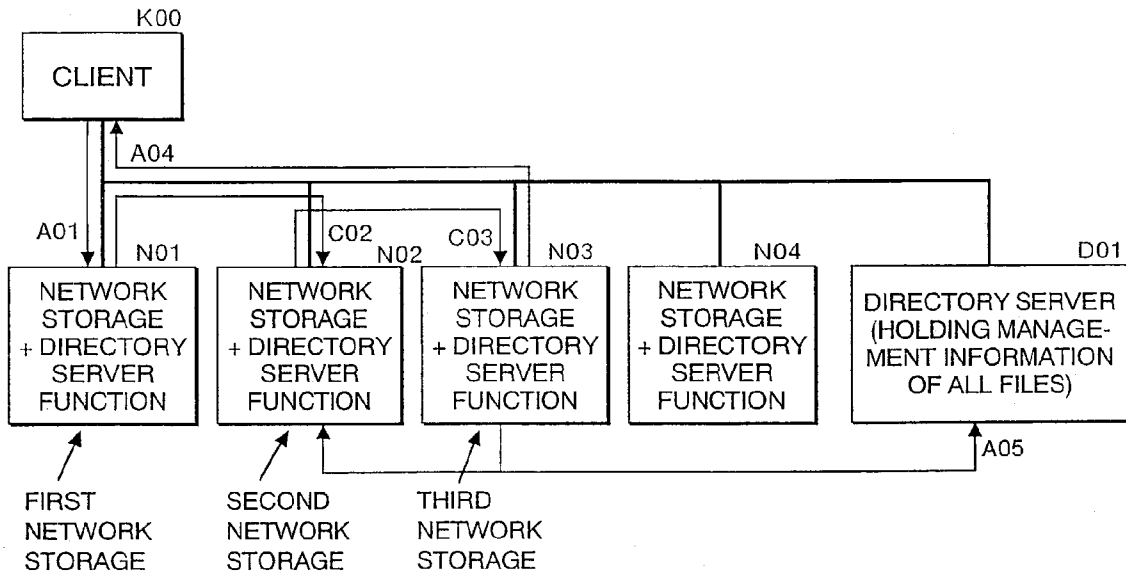 K00
CLIENT
A04
A01
N01
C02
N02
C03
N03
N04
D01
NETWORK
STORAGE
+ DIRECTORY
SERVER
FUNCTION
NETWORK
STORAGE
+ DIRECTORY
SERVER
FUNCTION
NETWORK
STORAGE
+ DIRECTORY
SERVER
FUNCTION
NETWORK
STORAGE
+ DIRECTORY
SERVER
FUNCTION
DIRECTORY SERVER
(HOLDING MANAGE-
MENT INFORMATION
OF ALL FILES)
A05
FIRST
NETWORK
STORAGE
SECOND
NETWORK
STORAGE
THIRD
NETWORK
STORAGE